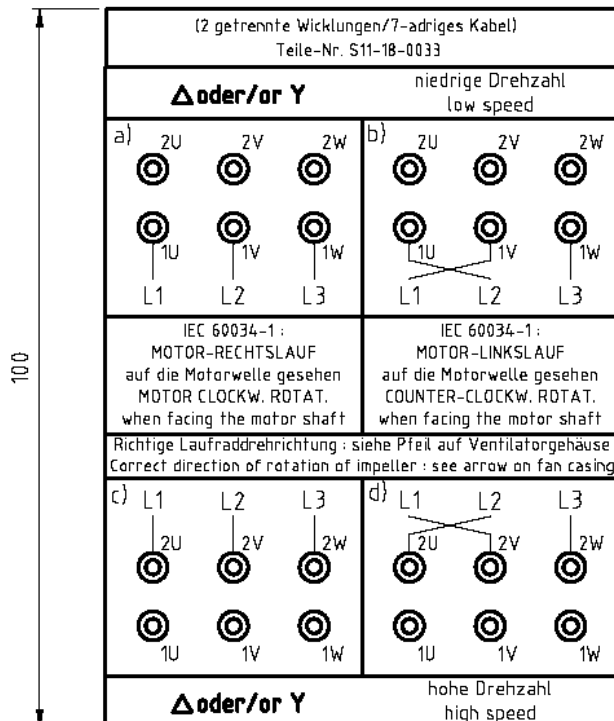 (2 getrennte Wicklungen/7-adriges Kabel)
Teile-Nr. S11-18-0033
Δ oder/or Y
niedrige Drehzahl
low speed
a)
2U 2V 2W
1U 1V 1W
L1 L2 L3
b)
2U 2V 2W
1U 1V 1W
L1 L2 L3
IEC 60034-1 :
MOTOR-RECHTSLAUF
auf die Motorwelle gesehen
MOTOR CLOCKW. ROTAT.
when facing the motor shaft
IEC 60034-1 :
MOTOR-LINKSLAUF
auf die Motorwelle gesehen
COUNTER-CLOCKW. ROTAT.
when facing the motor shaft
Richtige Laufraddrehrichtung : siehe Pfeil auf Ventilatorgehäuse
Correct direction of rotation of impeller : see arrow on fan casing
c)
L1 L2 L3
2U 2V 2W
1U 1V 1W
d)
L1 L2 L3
2U 2V 2W
1U 1V 1W
Δ oder/or Y
hohe Drehzahl
high speed
100